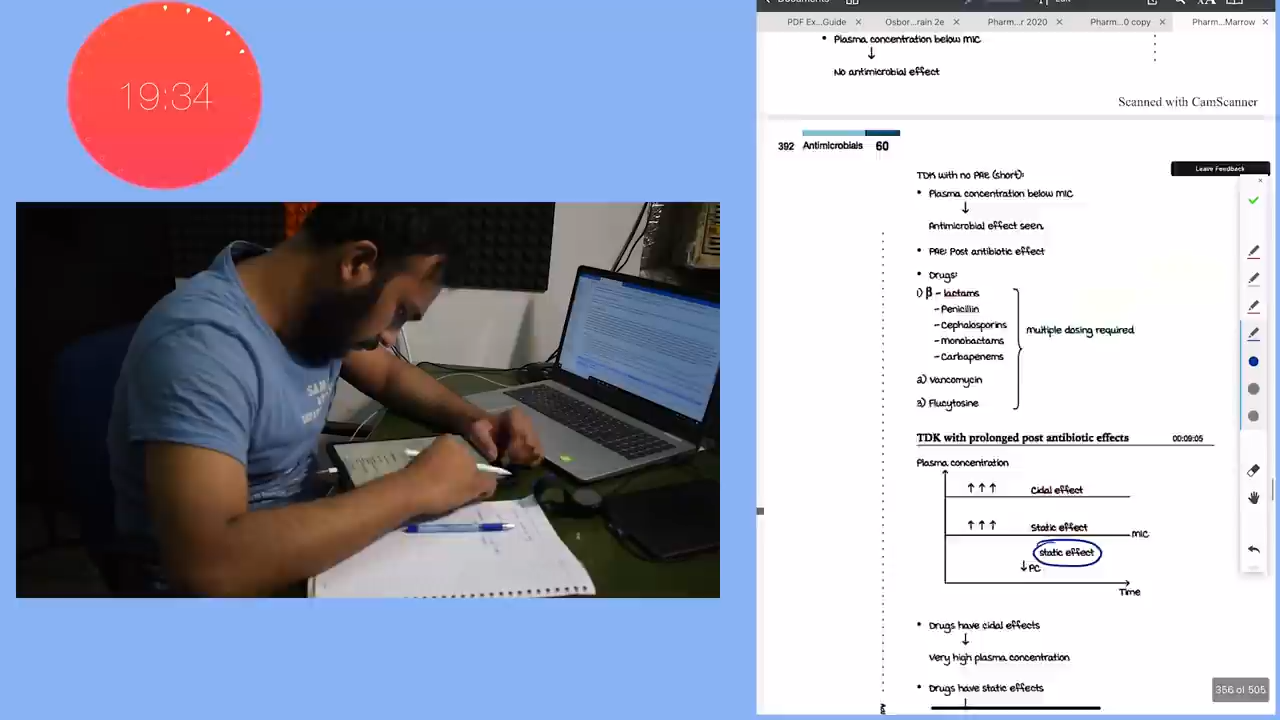 19:34
Documents
PDF Ex...Guide
Osbor...rain 2e
Pharm...r 2020
Pharm...0 copy
Pharm...Marrow
• Plasma concentration below MIC
↓
No antimicrobial effect
Scanned with CamScanner
392 Antimicrobials 60
Leave Feedback
TDK with no PAE (short):
• Plasma concentration below MIC
↓
Antimicrobial effect seen.
• PAE: Post antibiotic effect
• Drugs:
1) β - lactams
- Penicillin
- Cephalosporins
- Monobactams
- Carbapenems
Multiple dosing required
2) Vancomycin
3) Flucytosine
TDK with prolonged post antibiotic effects 00:09:05
Plasma concentration
↑ ↑ ↑ Cidal effect
↑ ↑ ↑ Static effect
MIC
Static effect
↓ PC
Time
• Drugs have cidal effects
↓
Very high plasma concentration
• Drugs have static effects
356 of 505